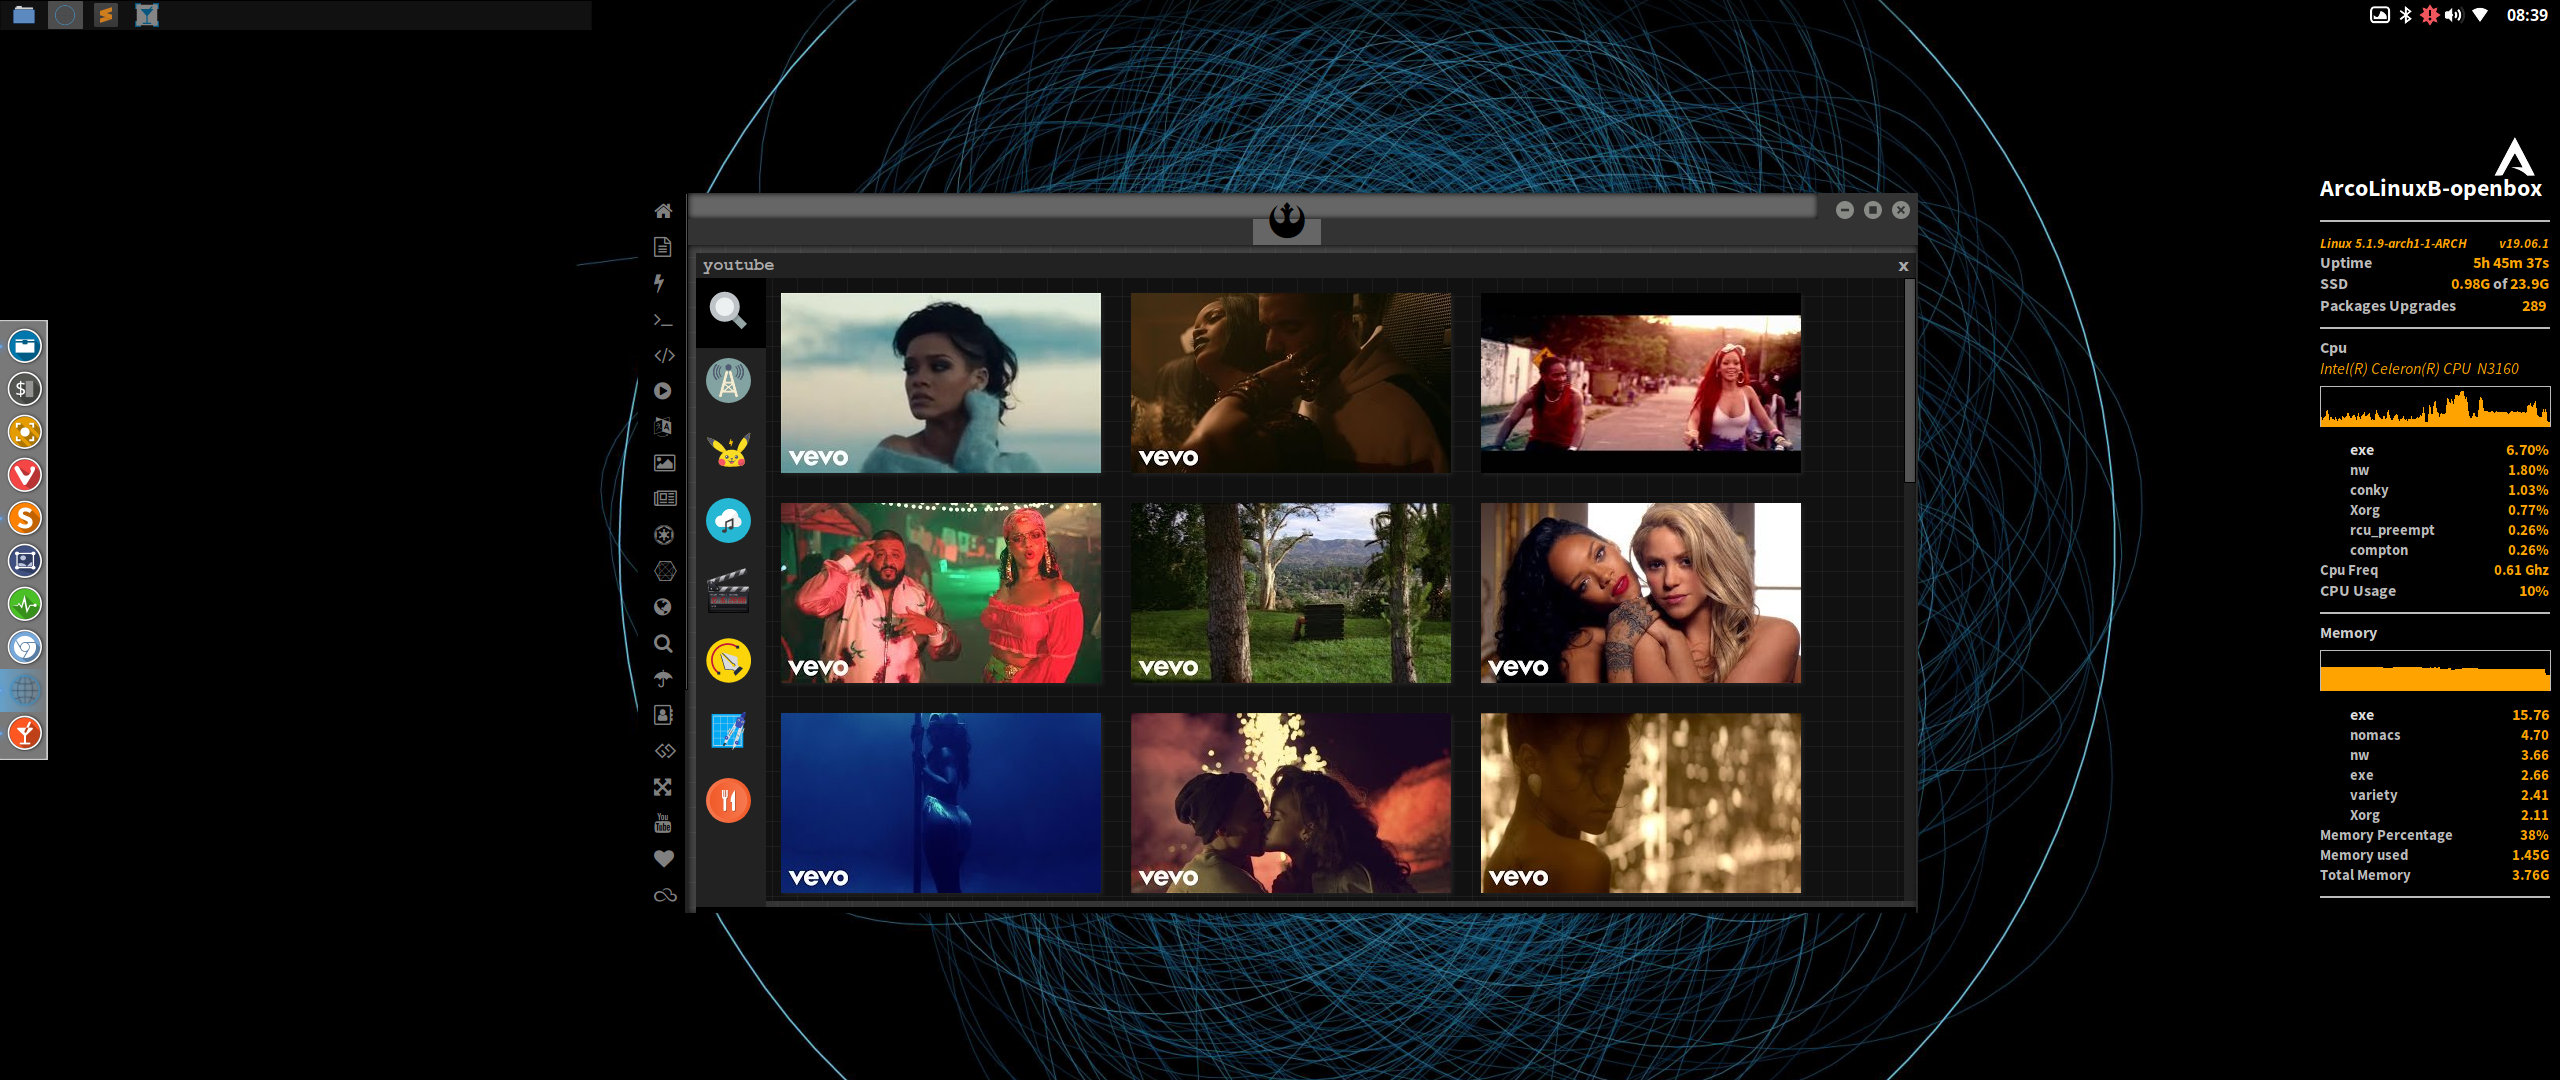 08:39
ArcoLinuxB-openbox
Linux 5.1.9-arch1-1-ARCH v19.06.1
Uptime 5h 45m 37s
SSD 0.98G of 23.9G
Packages Upgrades 289
Cpu
Intel(R) Celeron(R) CPU N3160
exe 6.70%
nw 1.80%
conky 1.03%
Xorg 0.77%
rcu_preempt 0.26%
compton 0.26%
Cpu Freq 0.61 Ghz
CPU Usage 10%
Memory
exe 15.76
nomacs 4.70
nw 3.66
exe 2.66
variety 2.41
Xorg 2.11
Memory Percentage 38%
Memory used 1.45G
Total Memory 3.76G
youtube x
vevo
vevo
vevo
vevo
vevo
vevo
vevo
vevo
You
Tube